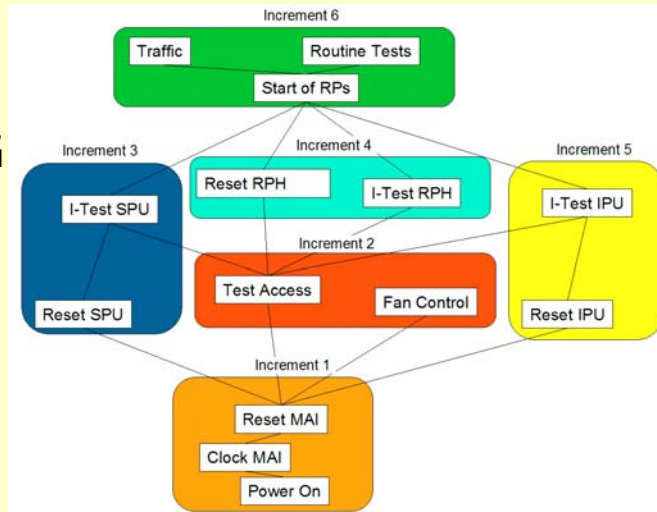 Increment 6
Traffic
Routine Tests
Start of RPs
Increment 3
Increment 4
Increment 5
Reset RPH
I-Test RPH
I-Test SPU
I-Test IPU
Increment 2
Test Access
Fan Control
Reset SPU
Reset IPU
Increment 1
Reset MAI
Clock MAI
Power On